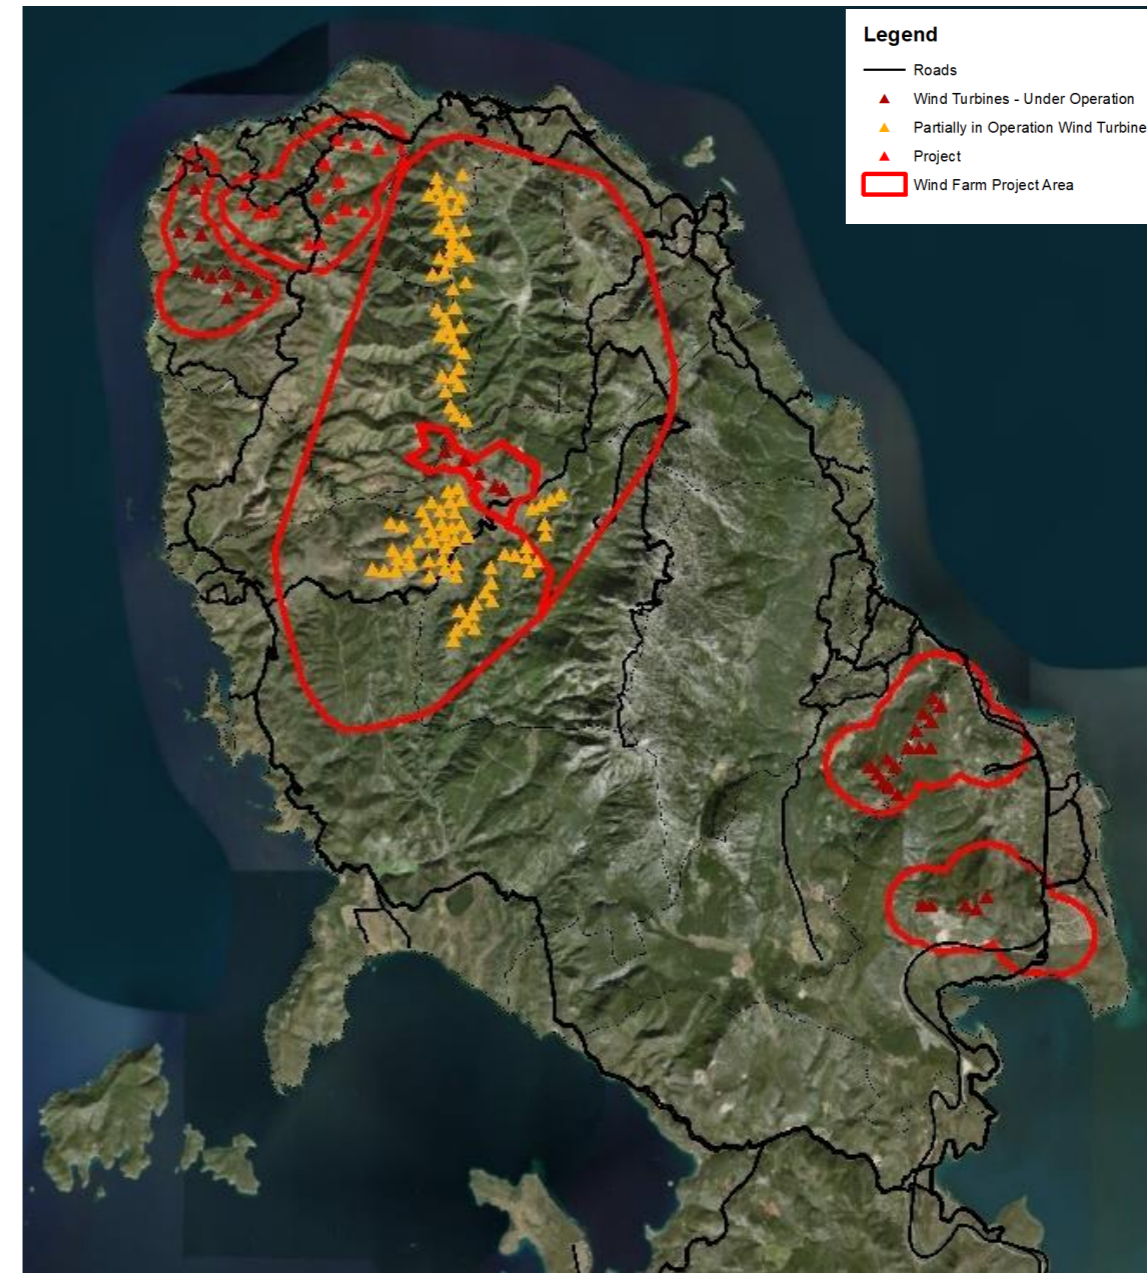 Legend
Roads
Wind Turbines - Under Operation
Partially in Operation Wind Turbine
Project
Wind Farm Project Area